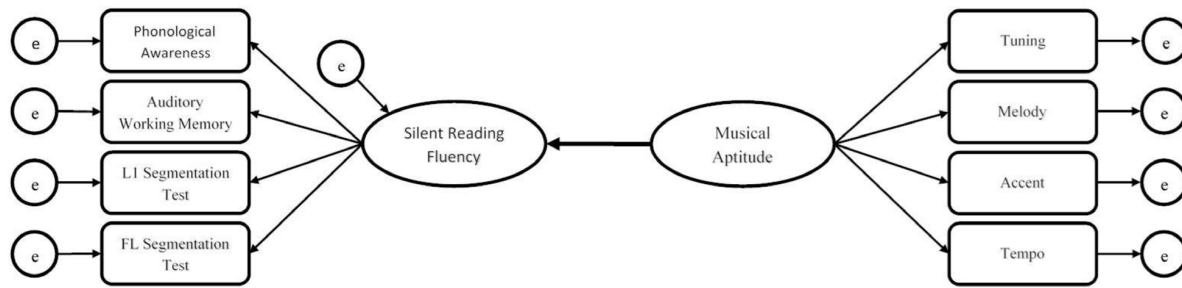 e
Phonological
Awareness
e
Auditory
Working Memory
e
L1 Segmentation
Test
e
FL Segmentation
Test
e
Silent Reading
Fluency
Musical
Aptitude
Tuning
e
Melody
e
Accent
e
Tempo
e